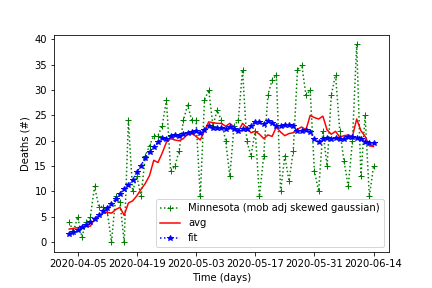 40
35
30
25
20
15
10
5
0
Deaths (#)
Minnesota (mob adj skewed gaussian)
avg
fit
2020-04-05 2020-04-19 2020-05-03 2020-05-17 2020-05-31 2020-06-14
Time (days)